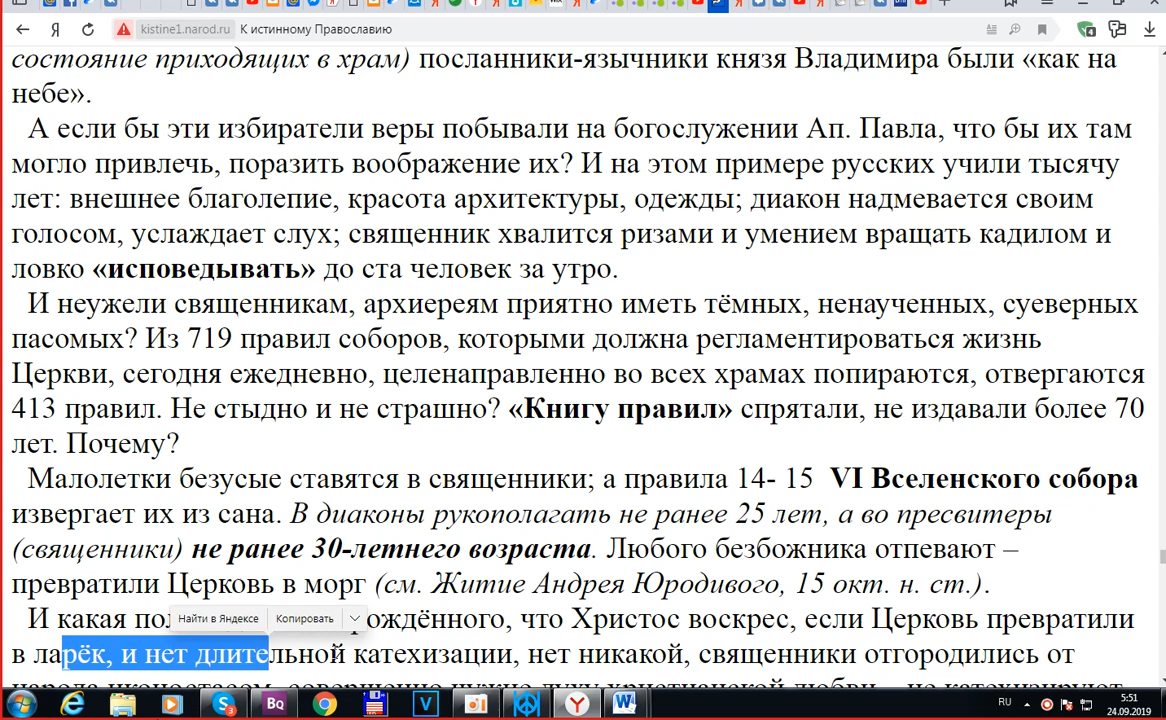 kistine1.narod.ru К истинному Православию
состояние приходящих в храм) посланники-язычники князя Владимира были «как на
небе».
А если бы эти избиратели веры побывали на богослужении Ап. Павла, что бы их там
могло привлечь, поразить воображение их? И на этом примере русских учили тысячу
лет: внешнее благолепие, красота архитектуры, одежды; диакон надмевается своим
голосом, услаждает слух; священник хвалится ризами и умением вращать кадилом и
ловко «исповедывать» до ста человек за утро.
И неужели священникам, архиереям приятно иметь тёмных, ненаученных, суеверных
пасомых? Из 719 правил соборов, которыми должна регламентироваться жизнь
Церкви, сегодня ежедневно, целенаправленно во всех храмах попираются, отвергаются
413 правил. Не стыдно и не страшно? «Книгу правил» спрятали, не издавали более 70
лет. Почему?
Малолетки безусые ставятся в священники; а правила 14- 15 VI Вселенского собора
извергает их из сана. В диаконы рукополагать не ранее 25 лет, а во пресвитеры
(священники) не ранее 30-летнего возраста. Любого безбожника отпевают –
превратили Церковь в морг (см. Житие Андрея Юродивого, 15 окт. н. ст.).
И какая по
Найти в Яндексе Копировать
рождённого, что Христос воскрес, если Церковь превратили
в ларёк, и нет длительной катехизации, нет никакой, священники отгородились от
RU 5:51
24.09.2019